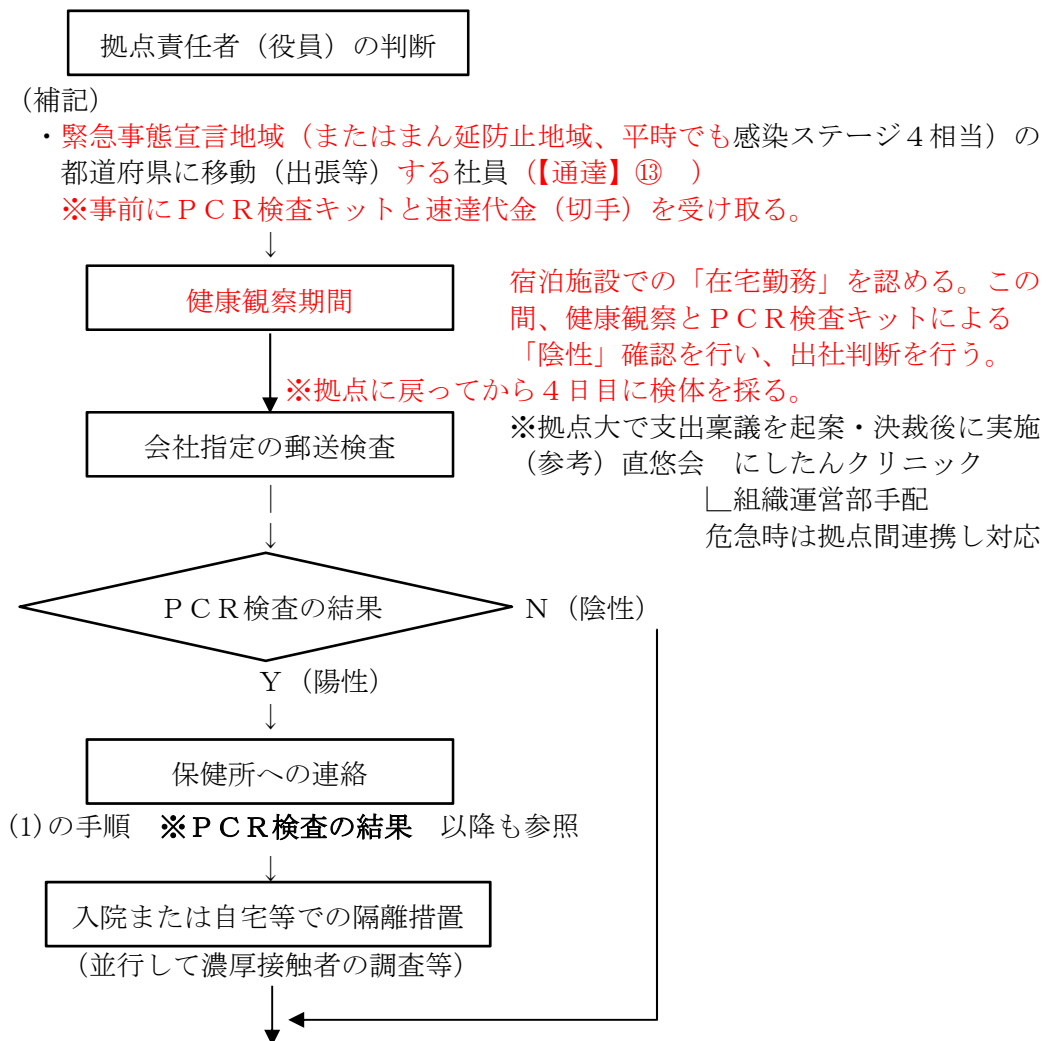 拠点責任者（役員）の判断
（補記）
・緊急事態宣言地域（またはまん延防止地域、平時でも感染ステージ４相当）の
都道府県に移動（出張等）する社員（【通達】⑬　）
※事前にＰＣＲ検査キットと速達代金（切手）を受け取る。
↓
健康観察期間
宿泊施設での「在宅勤務」を認める。この
間、健康観察とＰＣＲ検査キットによる
「陰性」確認を行い、出社判断を行う。
※拠点に戻ってから４日目に検体を採る。
会社指定の郵送検査
※拠点大で支出稟議を起案・決裁後に実施
（参考）直悠会　にしたんクリニック
∟組織運営部手配
危急時は拠点間連携し対応
｜
↓
ＰＣＲ検査の結果
Ｎ（陰性）
Ｙ（陽性）
↓
保健所への連絡
(1)の手順　※ＰＣＲ検査の結果　以降も参照
↓
入院または自宅等での隔離措置
（並行して濃厚接触者の調査等）